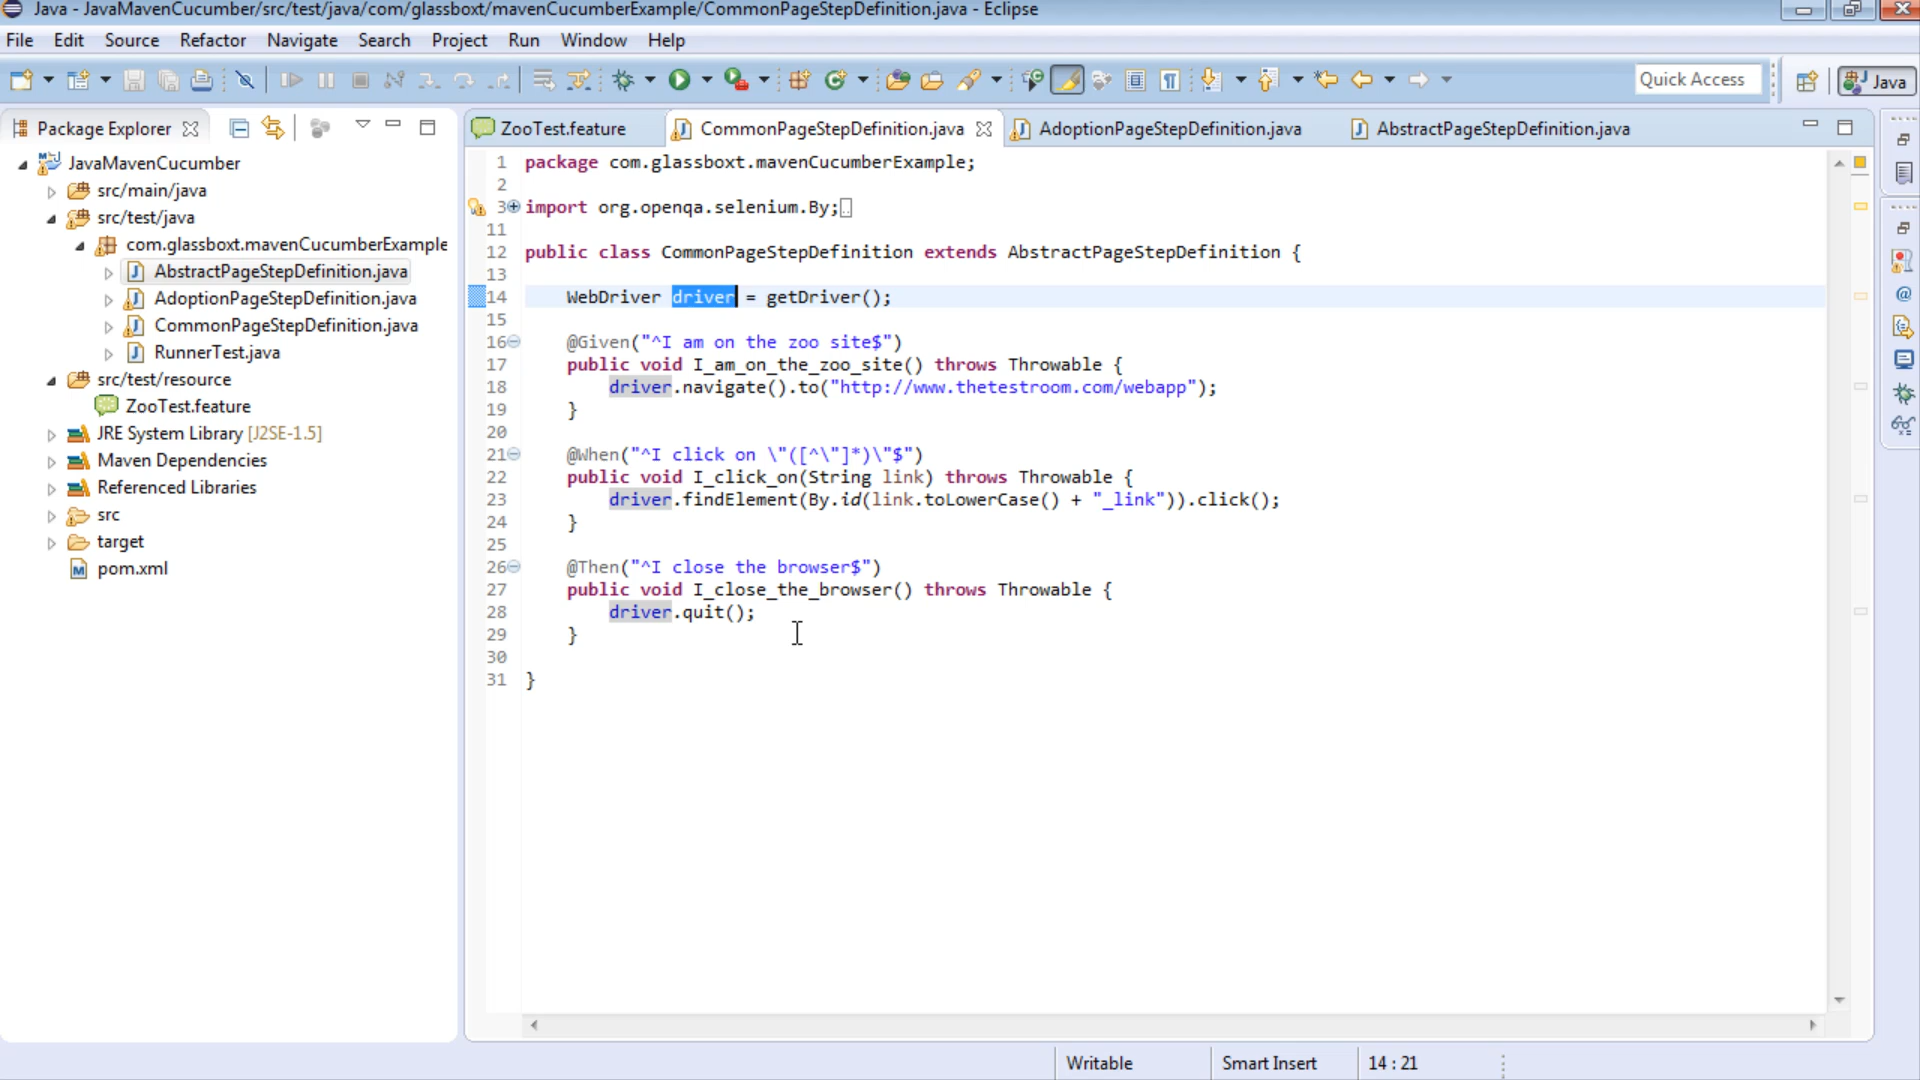 Java - JavaMavenCucumber/src/test/java/com/glassboxt/mavenCucumberExample/CommonPageStepDefinition.java - Eclipse
File Edit Source Refactor Navigate Search Project Run Window Help
Quick Access
Java
Package Explorer
ZooTest.feature
CommonPageStepDefinition.java
AdoptionPageStepDefinition.java
AbstractPageStepDefinition.java
JavaMavenCucumber
src/main/java
src/test/java
com.glassboxt.mavenCucumberExample
AbstractPageStepDefinition.java
AdoptionPageStepDefinition.java
CommonPageStepDefinition.java
RunnerTest.java
src/test/resource
ZooTest.feature
JRE System Library [J2SE-1.5]
Maven Dependencies
Referenced Libraries
src
target
pom.xml
1 package com.glassboxt.mavenCucumberExample;
2
3 import org.openqa.selenium.By;
11
12 public class CommonPageStepDefinition extends AbstractPageStepDefinition {
13
14 WebDriver driver = getDriver();
15
16 @Given("^I am on the zoo site$")
17 public void I_am_on_the_zoo_site() throws Throwable {
18 driver.navigate().to("http://www.thetestroom.com/webapp");
19 }
20
21 @When("^I click on \"([^\"]*)\"$")
22 public void I_click_on(String link) throws Throwable {
23 driver.findElement(By.id(link.toLowerCase() + "_link")).click();
24 }
25
26 @Then("^I close the browser$")
27 public void I_close_the_browser() throws Throwable {
28 driver.quit();
29 }
30
31 }
Writable Smart Insert 14 : 21